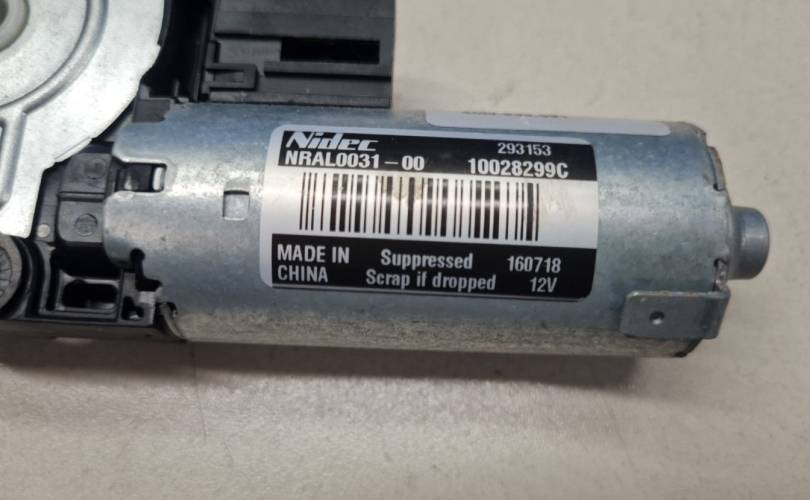 Nidec 293153
NRAL0031-00 10028299C
MADE IN Suppressed 160718
CHINA Scrap if dropped 12V